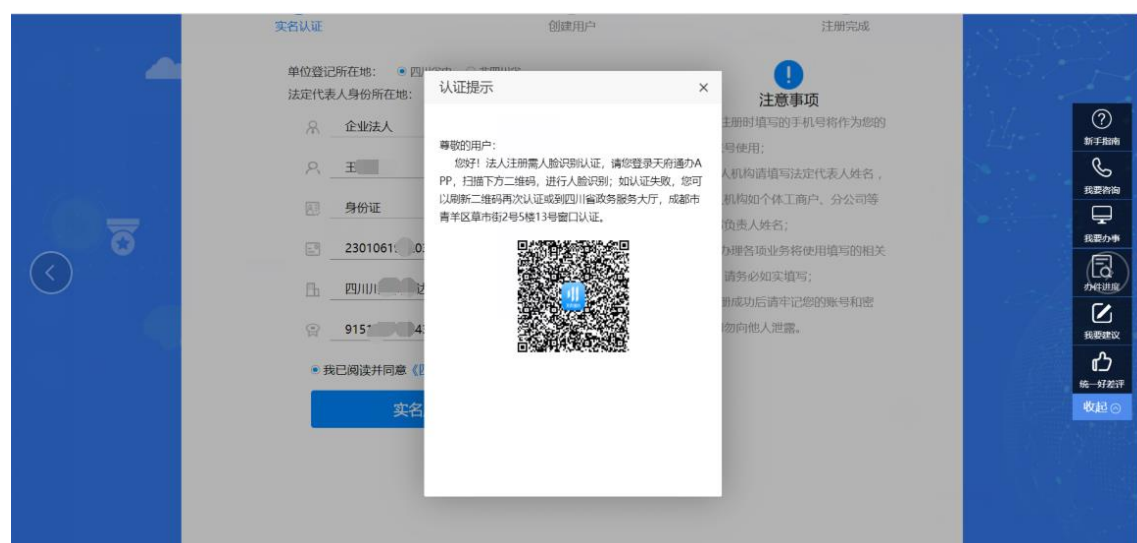 实名认证
创建用户
注册完成
单位登记所在地：
法定代表人身份所在地：
企业法人
王
身份证
2301061
四川川
915
我已阅读并同意《
实名
认证提示
×
尊敬的用户：
您好！法人注册需人脸识别认证，请您登录天府通办A
PP，扫描下方二维码，进行人脸识别；如认证失败，您可
以刷新二维码再次认证或到四川省政务服务大厅，成都市
青羊区草市街2号5楼13号窗口认证。
注意事项
注册时填写的手机号将作为您的
号使用；
人机构请填写法定代表人姓名，
机构如个体工商户、分公司等
负责人姓名；
办理各项业务将使用填写的相关
请务必如实填写；
册成功后请牢记您的账号和密
勿向他人泄露。
新手指南
我要咨询
我要办事
办件进度
我要建议
统一好差评
收起